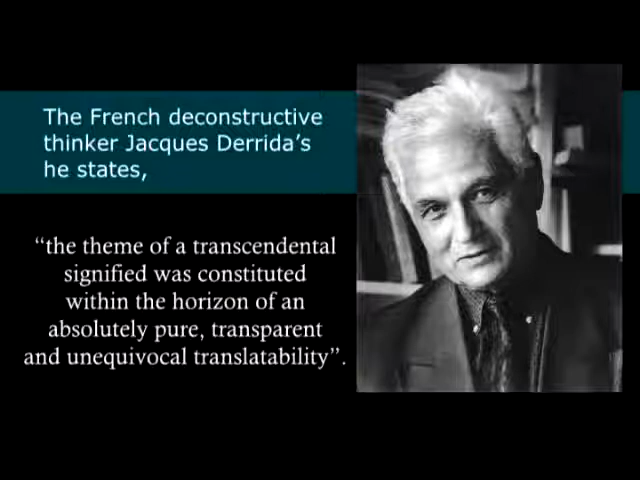 The French deconstructive
thinker Jacques Derrida’s
he states,
“the theme of a transcendental
signified was constituted
within the horizon of an
absolutely pure, transparent
and unequivocal translatability”.